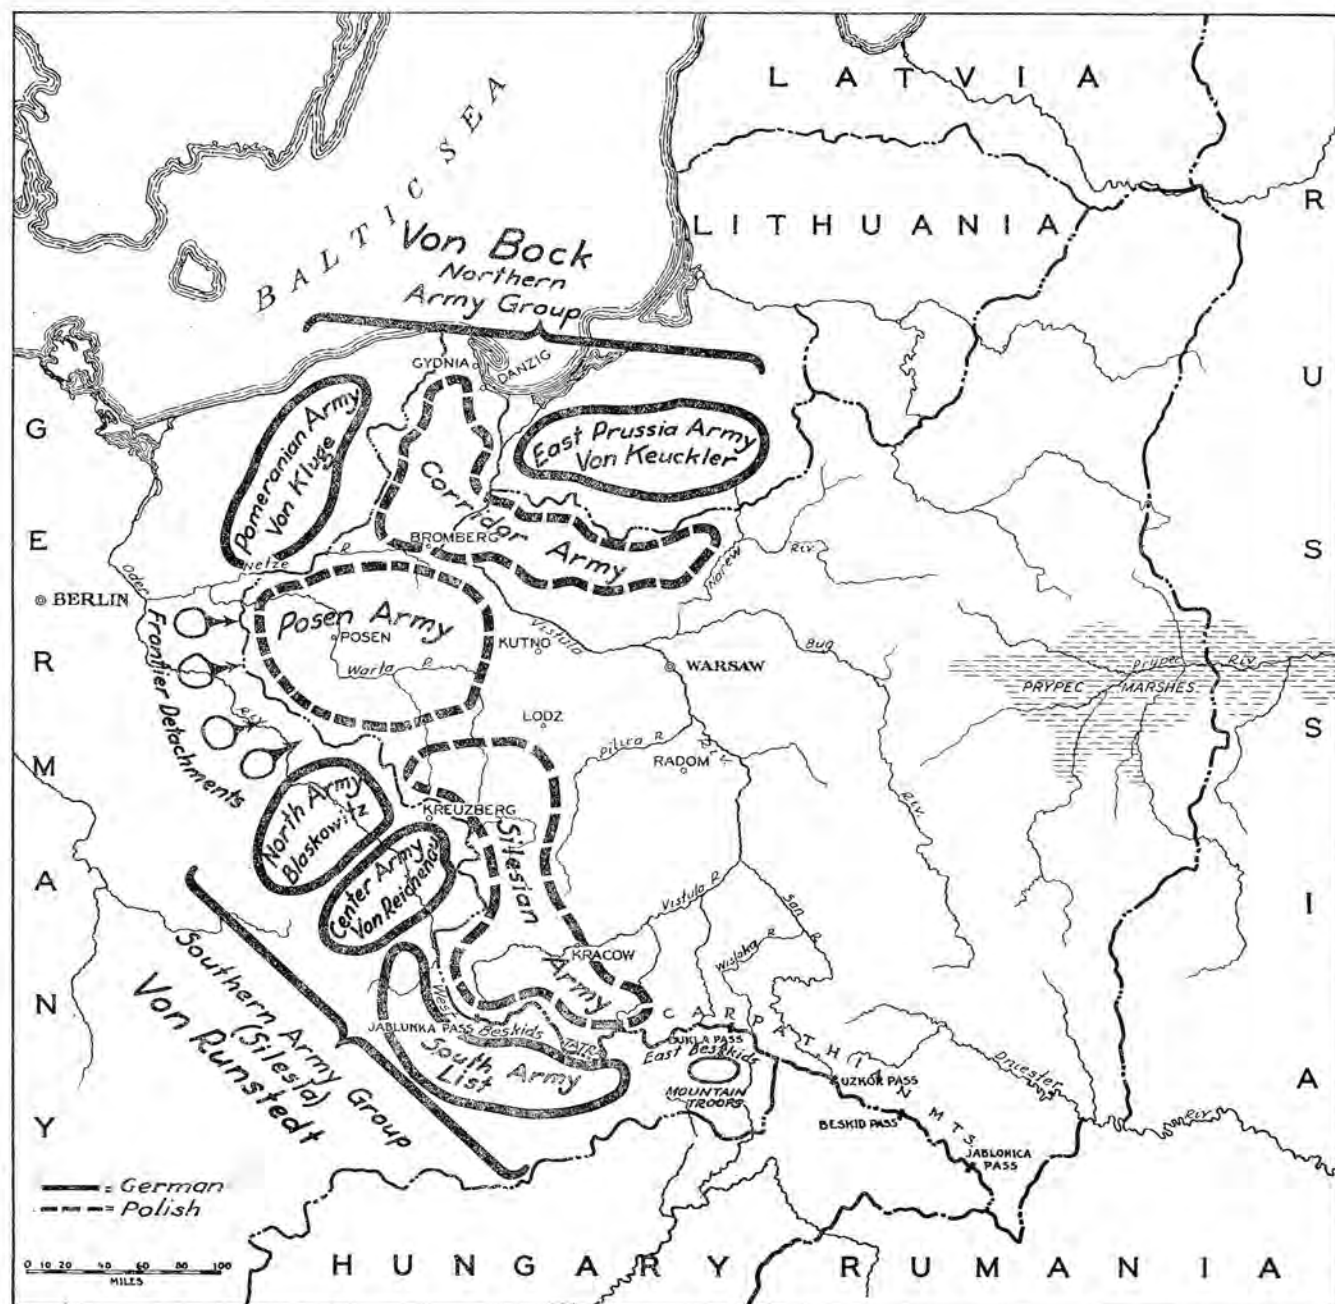 LATVIA
LITHUANIA
RUSSIA
BALTIC SEA
Von Bock
Northern
Army Group
GYDNIA
DANZIG
GERMANY
Pomeranian Army
Von Kluge
East Prussia Army
Von Keuckler
Corridor Army
BROMBERG
Netze R.
Narew Riv.
Oder
BERLIN
Posen Army
POSEN
KUTNO
Vistula
Warta R.
WARSAW
Bug
Riv.
Prypec Riv.
PRYPEC MARSHES
Frontier Detachments
Riv.
LODZ
Pilica R.
RADOM
North Army
Blaskowitz
KREUZBERG
Center Army
Von Reichenau
Silesian
Army
Vistula R.
San R.
Wisloka R.
KRACOW
Southern Army Group
(Silesia)
Von Runstedt
West Beskids
JABLUNKA PASS
TATRA
South Army
List
CARPATHIAN MTS.
DUKLA PASS
East Beskids
MOUNTAIN
TROOPS
UZKOR PASS
BESKID PASS
JABLONICA
PASS
Dniester Riv.
= German
= Polish
0 10 20 40 60 80 100
MILES
HUNGARY
RUMANIA